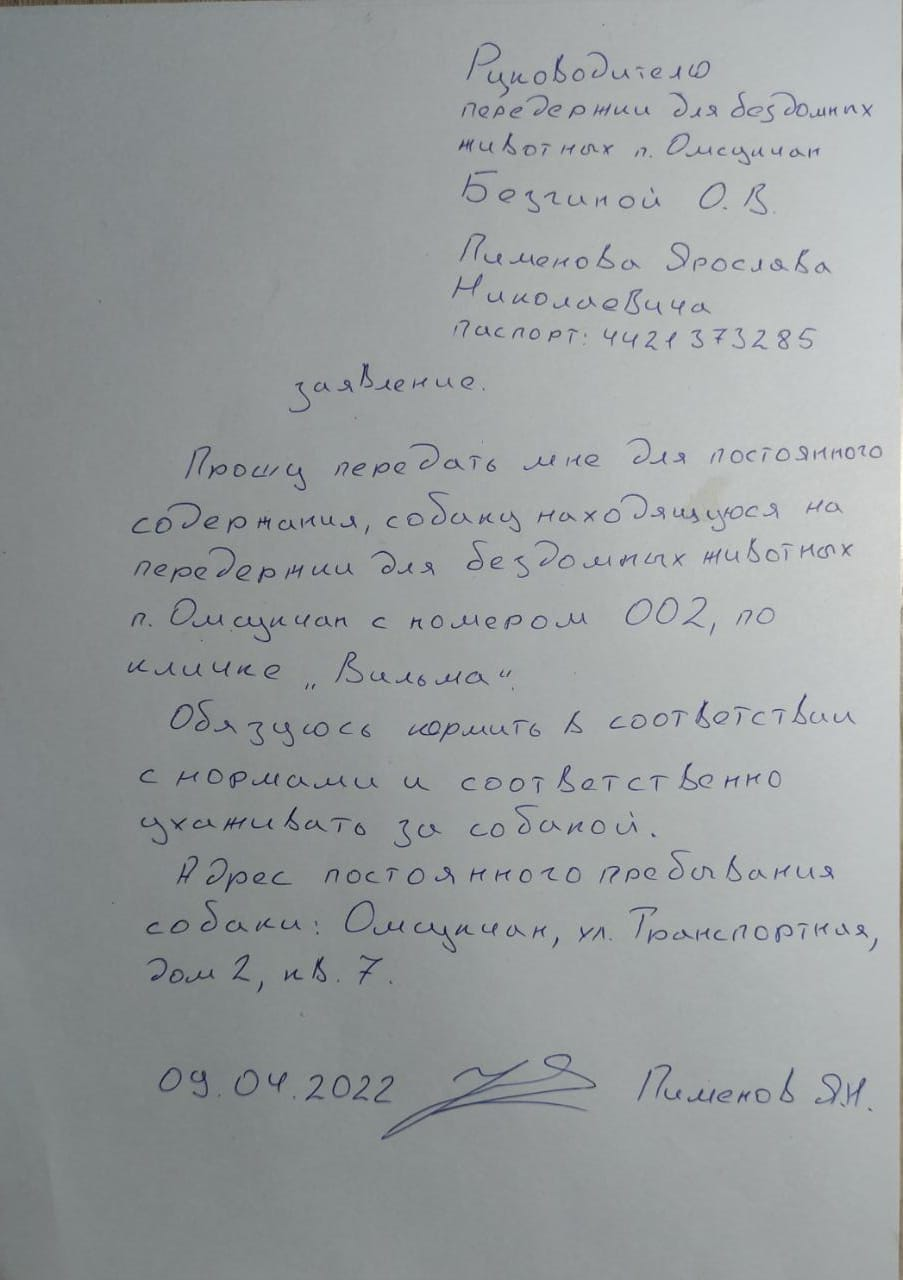 Руководителю
передержки для бездомных
животных п. Омсукчан
Безгиной О.В.
Пименова Ярослава
Николаевича
паспорт: 4421373285
заявление.
Прошу передать мне для постоянного
содержания, собаку находящуюся на
передержки для бездомных животных
п. Омсукчан с номером 002, по
кличке „Вильма“.
Обязуюсь кормить в соответствии
с нормами и соответственно
ухаживать за собакой.
Адрес постоянного пребывания
собаки: Омсукчан, ул. Транспортная,
дом 2, кв. 7.
09.04.2022 Пименов Я.Н.